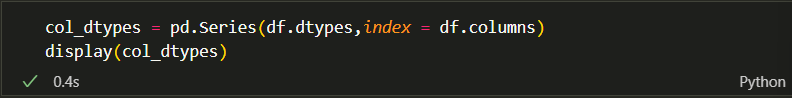 col_dtypes = pd.Series(df.dtypes,index = df.columns)
display(col_dtypes)
0.4s
Python